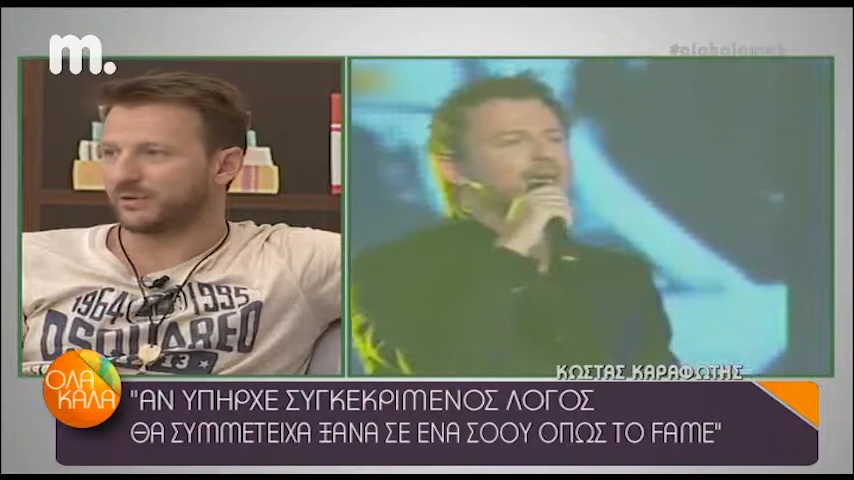 m.
#olakalamak
1964 1995
DSQUARED
ΚΩΣΤΑΣ ΚΑΡΑΦΩΤΗΣ
ΟΛΑ ΚΑΛΑ
"ΑΝ ΥΠΗΡΧΕ ΣΥΓΚΕΚΡΙΜΕΝΟΣ ΛΟΓΟΣ
ΘΑ ΣΥΜΜΕΤΕΙΧΑ ΞΑΝΑ ΣΕ ΕΝΑ ΣΟΟΥ ΟΠΩΣ ΤΟ FAME"